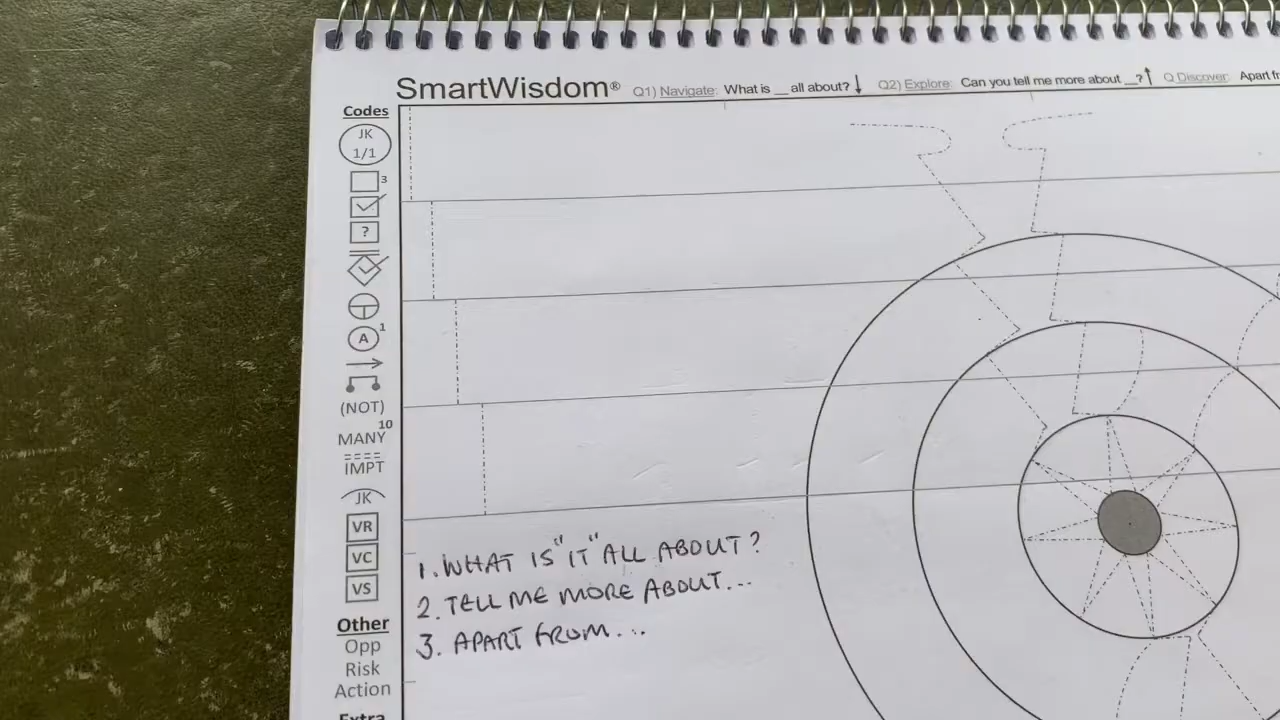 SmartWisdom® Q1) Navigate: What is __ all about? Q2) Explore: Can you tell me more about __? Q Discover: Apart
Codes
JK
1/1
3
?
A 1
(NOT)
MANY 10
IMPT
JK
VR
VC
VS
Other
Opp
Risk
Action
Extra
1. WHAT IS "IT" ALL ABOUT?
2. TELL ME MORE ABOUT...
3. APART FROM...